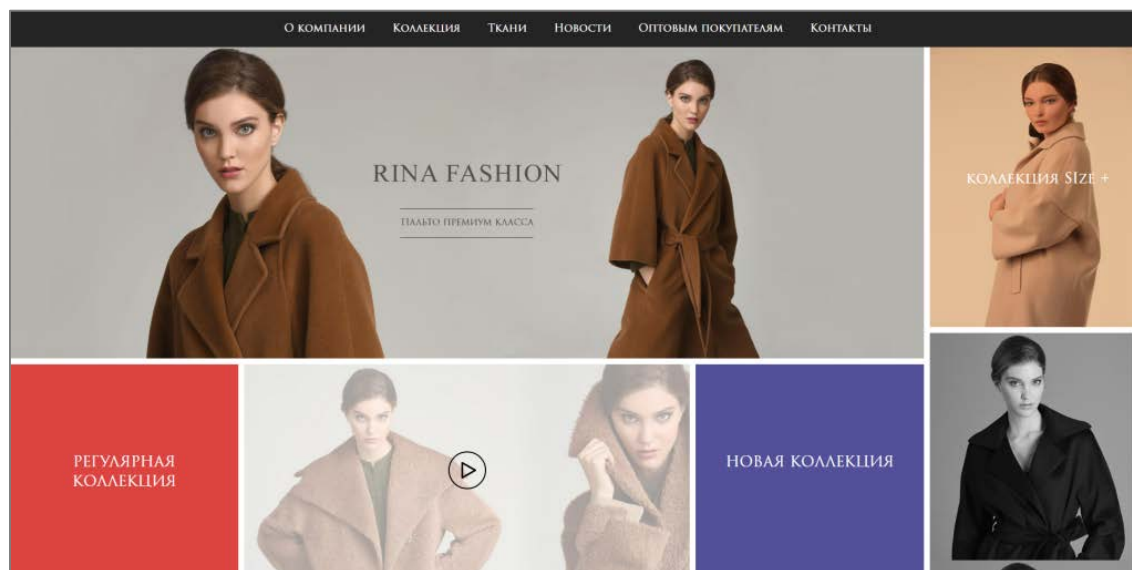 О КОМПАНИИ КОЛЛЕКЦИЯ ТКАНИ НОВОСТИ ОПТОВЫМ ПОКУПАТЕЛЯМ КОНТАКТЫ
RINA FASHION
ПАЛЬТО ПРЕМИУМ КЛАССА
КОЛЛЕКЦИЯ SIZE +
РЕГУЛЯРНАЯ
КОЛЛЕКЦИЯ
НОВАЯ КОЛЛЕКЦИЯ